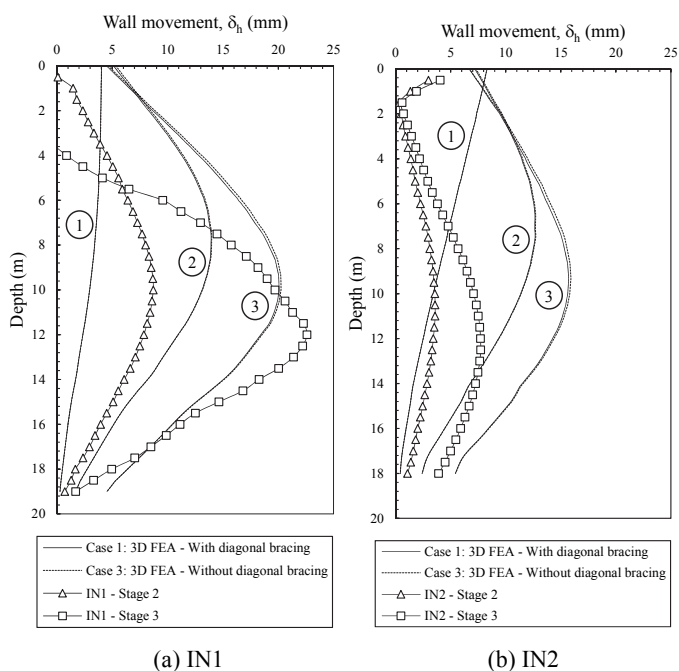 Wall movement, δh (mm)
0 5 10 15 20 25
Depth (m)
0
2
4
6
8
10
12
14
16
18
20
1
2
3
Case 1: 3D FEA - With diagonal bracing
Case 3: 3D FEA - Without diagonal bracing
IN1 - Stage 2
IN1 - Stage 3
(a) IN1
Wall movement, δh (mm)
0 5 10 15 20 25
Depth (m)
0
2
4
6
8
10
12
14
16
18
20
1
2
3
Case 1: 3D FEA - With diagonal bracing
Case 3: 3D FEA - Without diagonal bracing
IN2 - Stage 2
IN2 - Stage 3
(b) IN2